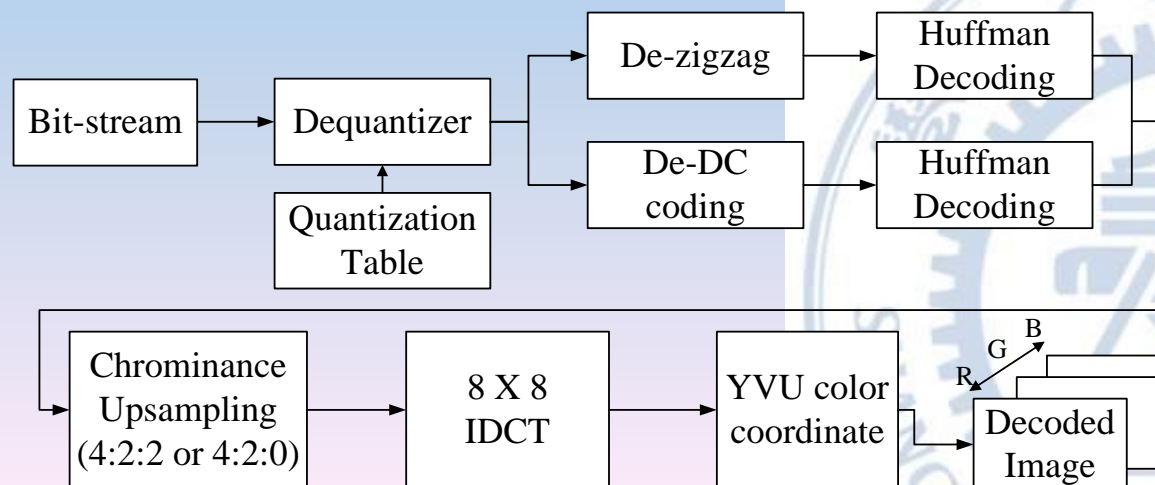 Bit-stream
Dequantizer
Quantization
Table
De-zigzag
Huffman
Decoding
De-DC
coding
Huffman
Decoding
Chrominance
Upsampling
(4:2:2 or 4:2:0)
8 X 8
IDCT
YVU color
coordinate
R
G
B
Decoded
Image